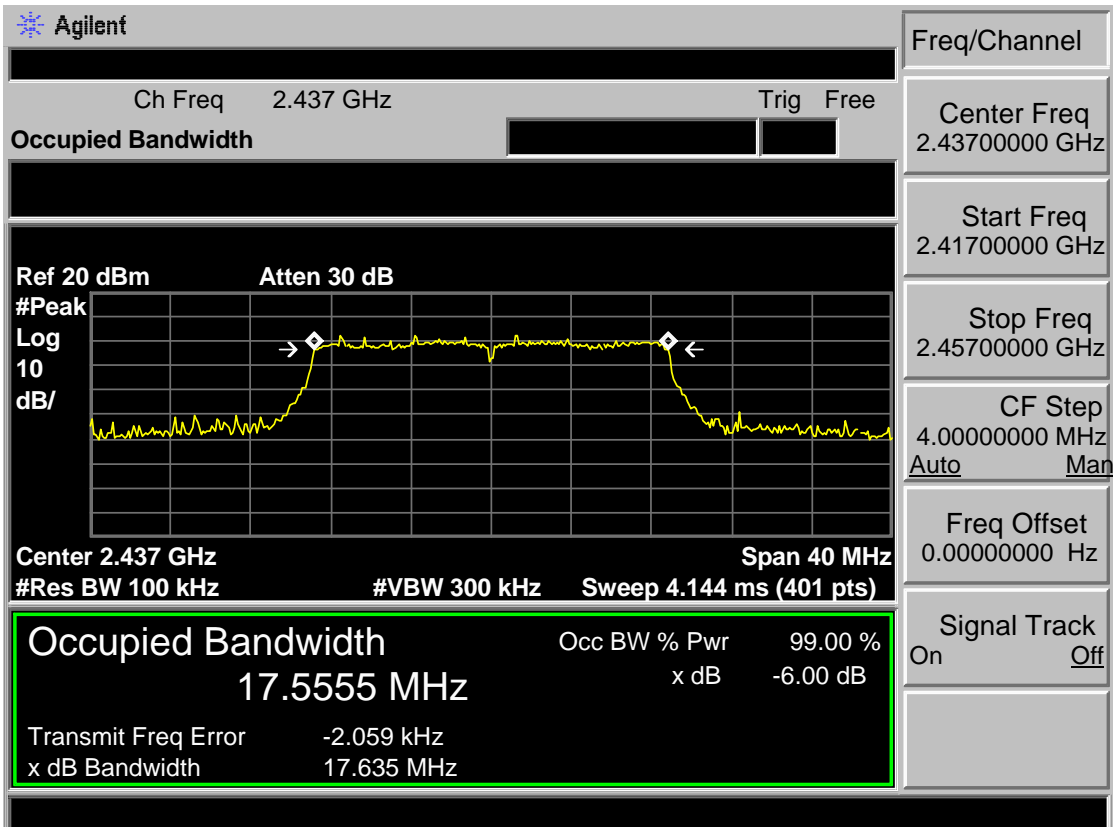 Agilent
Freq/Channel
Ch Freq 2.437 GHz Trig Free
Occupied Bandwidth
Center Freq
2.43700000 GHz
Start Freq
2.41700000 GHz
Stop Freq
2.45700000 GHz
CF Step
4.00000000 MHz
Auto Man
Freq Offset
0.00000000 Hz
Signal Track
On Off
Ref 20 dBm Atten 30 dB
#Peak
Log
10
dB/
Center 2.437 GHz Span 40 MHz
#Res BW 100 kHz #VBW 300 kHz Sweep 4.144 ms (401 pts)
Occupied Bandwidth
17.5555 MHz
Occ BW % Pwr 99.00 %
x dB -6.00 dB
Transmit Freq Error -2.059 kHz
x dB Bandwidth 17.635 MHz